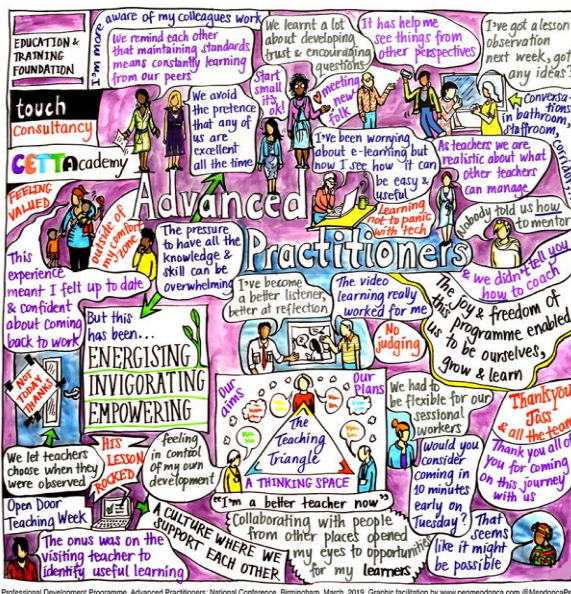 EDUCATION &
TRAINING
FOUNDATION
touch
Consultancy
CETTAcademy
I'm more aware of my colleagues work
We remind each other
that maintaining standards
means constantly learning
from our peers
We learnt a lot
about developing
trust & encouraging
questions
It has help me
see things from
other perspectives
I've got a lesson
observation
next week, got
any ideas?
Conversa-
tions
in bathroom,
staffroom,
corridor,
We avoid
the pretence
that any of
us are
excellent
all the time
Start
small
it's
ok!
meeting
new
folk
I've been worrying
about e-learning but
now I see how it can
be easy &
useful
As teachers we are
realistic about what
other teachers
can manage
Learning
not to panic
with tech
Nobody told us how
to mentor
& we didn't tell you
how to coach
Advanced
Practitioners
FEELING
VALUED
outside of
my comfort
zone
This
experience
meant I felt up to date
& confident
about coming
back to work
The pressure
to have all the
knowledge &
skill can be
overwhelming
But this
has been...
ENERGISING
INVIGORATING
EMPOWERING
I've become
a better listener,
better at reflection
The video
learning really
worked for me
No
judging
The joy & freedom of
this programme enabled
us to be ourselves,
grow & learn
NOT
TODAY
THANKS
We let teachers
choose when they
were observed
HIS
LESSON
ROCKED
feeling
in control
of my own
development
Our
aims
Our
Plans
The
Teaching
Triangle
A THINKING SPACE
"I'm a better teacher now"
We had to
be flexible for our
sessional
workers
Would you
consider
coming in
10 minutes
early on
Tuesday?
That
seems
like it might
be possible
Thankyou
Joss
& all the team
Thank you all of
you for coming
on this journey
with us
Open Door
Teaching Week
The onus was on the
visiting teacher to
identify useful learning
A CULTURE WHERE WE
SUPPORT EACH OTHER
Collaborating with people
from other places opened
my eyes to opportunities
for my learners
Professional Development Programme, Advanced Practitioners: National Conference, Birmingham, March, 2019. Graphic facilitation by www.penmendonca.com @MendoncaPe